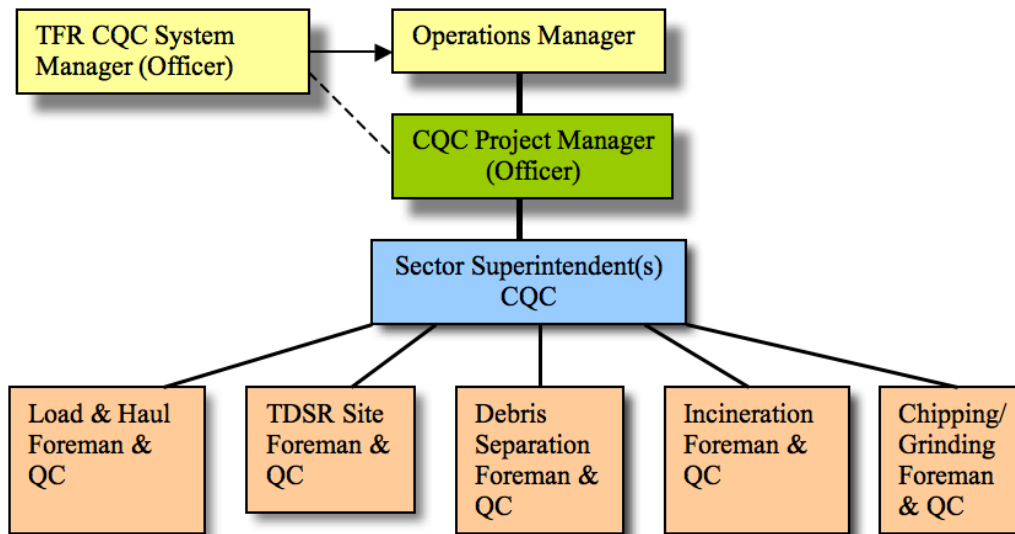 TFR CQC System
Manager (Officer)
Operations Manager
CQC Project Manager
(Officer)
Sector Superintendent(s)
CQC
Load & Haul
Foreman &
QC
TDSR Site
Foreman &
QC
Debris
Separation
Foreman &
QC
Incineration
Foreman &
QC
Chipping/
Grinding
Foreman
& QC